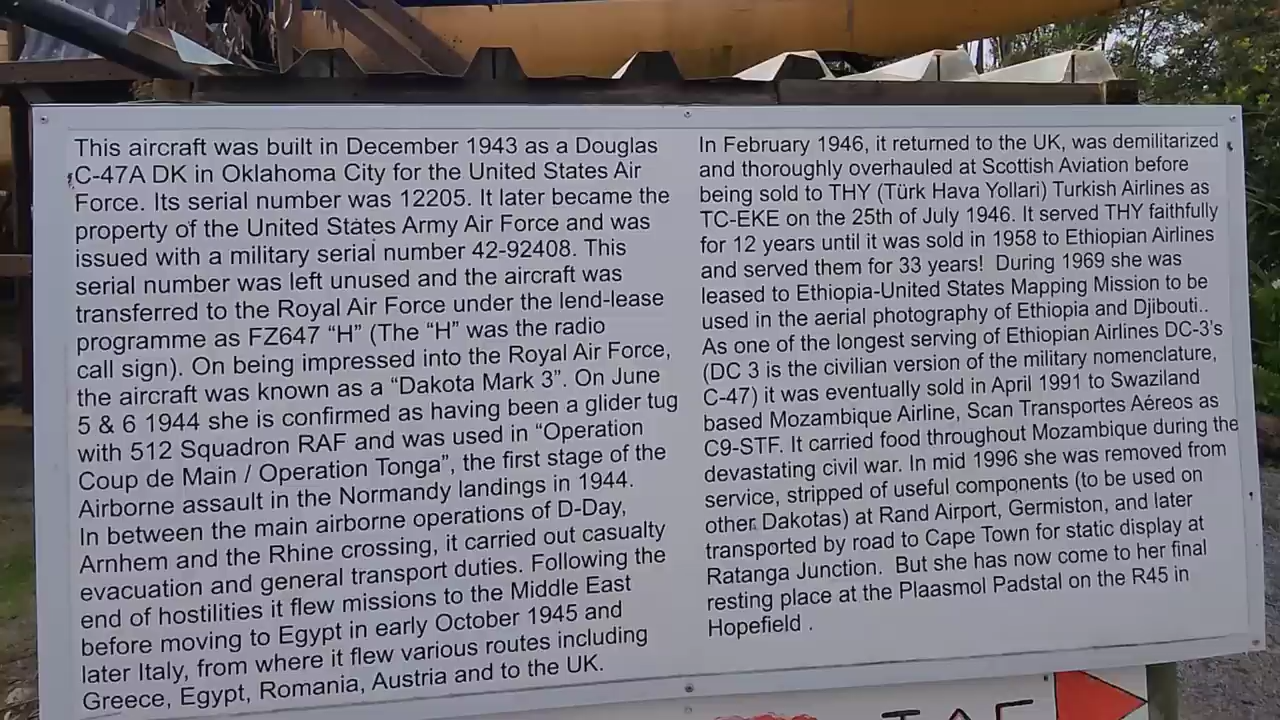 This aircraft was built in December 1943 as a Douglas
C-47A DK in Oklahoma City for the United States Air
Force. Its serial number was 12205. It later became the
property of the United States Army Air Force and was
issued with a military serial number 42-92408. This
serial number was left unused and the aircraft was
transferred to the Royal Air Force under the lend-lease
programme as FZ647 “H” (The “H” was the radio
call sign). On being impressed into the Royal Air Force,
the aircraft was known as a “Dakota Mark 3”. On June
5 & 6 1944 she is confirmed as having been a glider tug
with 512 Squadron RAF and was used in “Operation
Coup de Main / Operation Tonga”, the first stage of the
Airborne assault in the Normandy landings in 1944.
In between the main airborne operations of D-Day,
Arnhem and the Rhine crossing, it carried out casualty
evacuation and general transport duties. Following the
end of hostilities it flew missions to the Middle East
before moving to Egypt in early October 1945 and
later Italy, from where it flew various routes including
Greece, Egypt, Romania, Austria and to the UK.
In February 1946, it returned to the UK, was demilitarized
and thoroughly overhauled at Scottish Aviation before
being sold to THY (Türk Hava Yollari) Turkish Airlines as
TC-EKE on the 25th of July 1946. It served THY faithfully
for 12 years until it was sold in 1958 to Ethiopian Airlines
and served them for 33 years! During 1969 she was
leased to Ethiopia-United States Mapping Mission to be
used in the aerial photography of Ethiopia and Djibouti..
As one of the longest serving of Ethiopian Airlines DC-3’s
(DC 3 is the civilian version of the military nomenclature,
C-47) it was eventually sold in April 1991 to Swaziland
based Mozambique Airline, Scan Transportes Aéreos as
C9-STF. It carried food throughout Mozambique during the
devastating civil war. In mid 1996 she was removed from
service, stripped of useful components (to be used on
other Dakotas) at Rand Airport, Germiston, and later
transported by road to Cape Town for static display at
Ratanga Junction. But she has now come to her final
resting place at the Plaasmol Padstal on the R45 in
Hopefield .